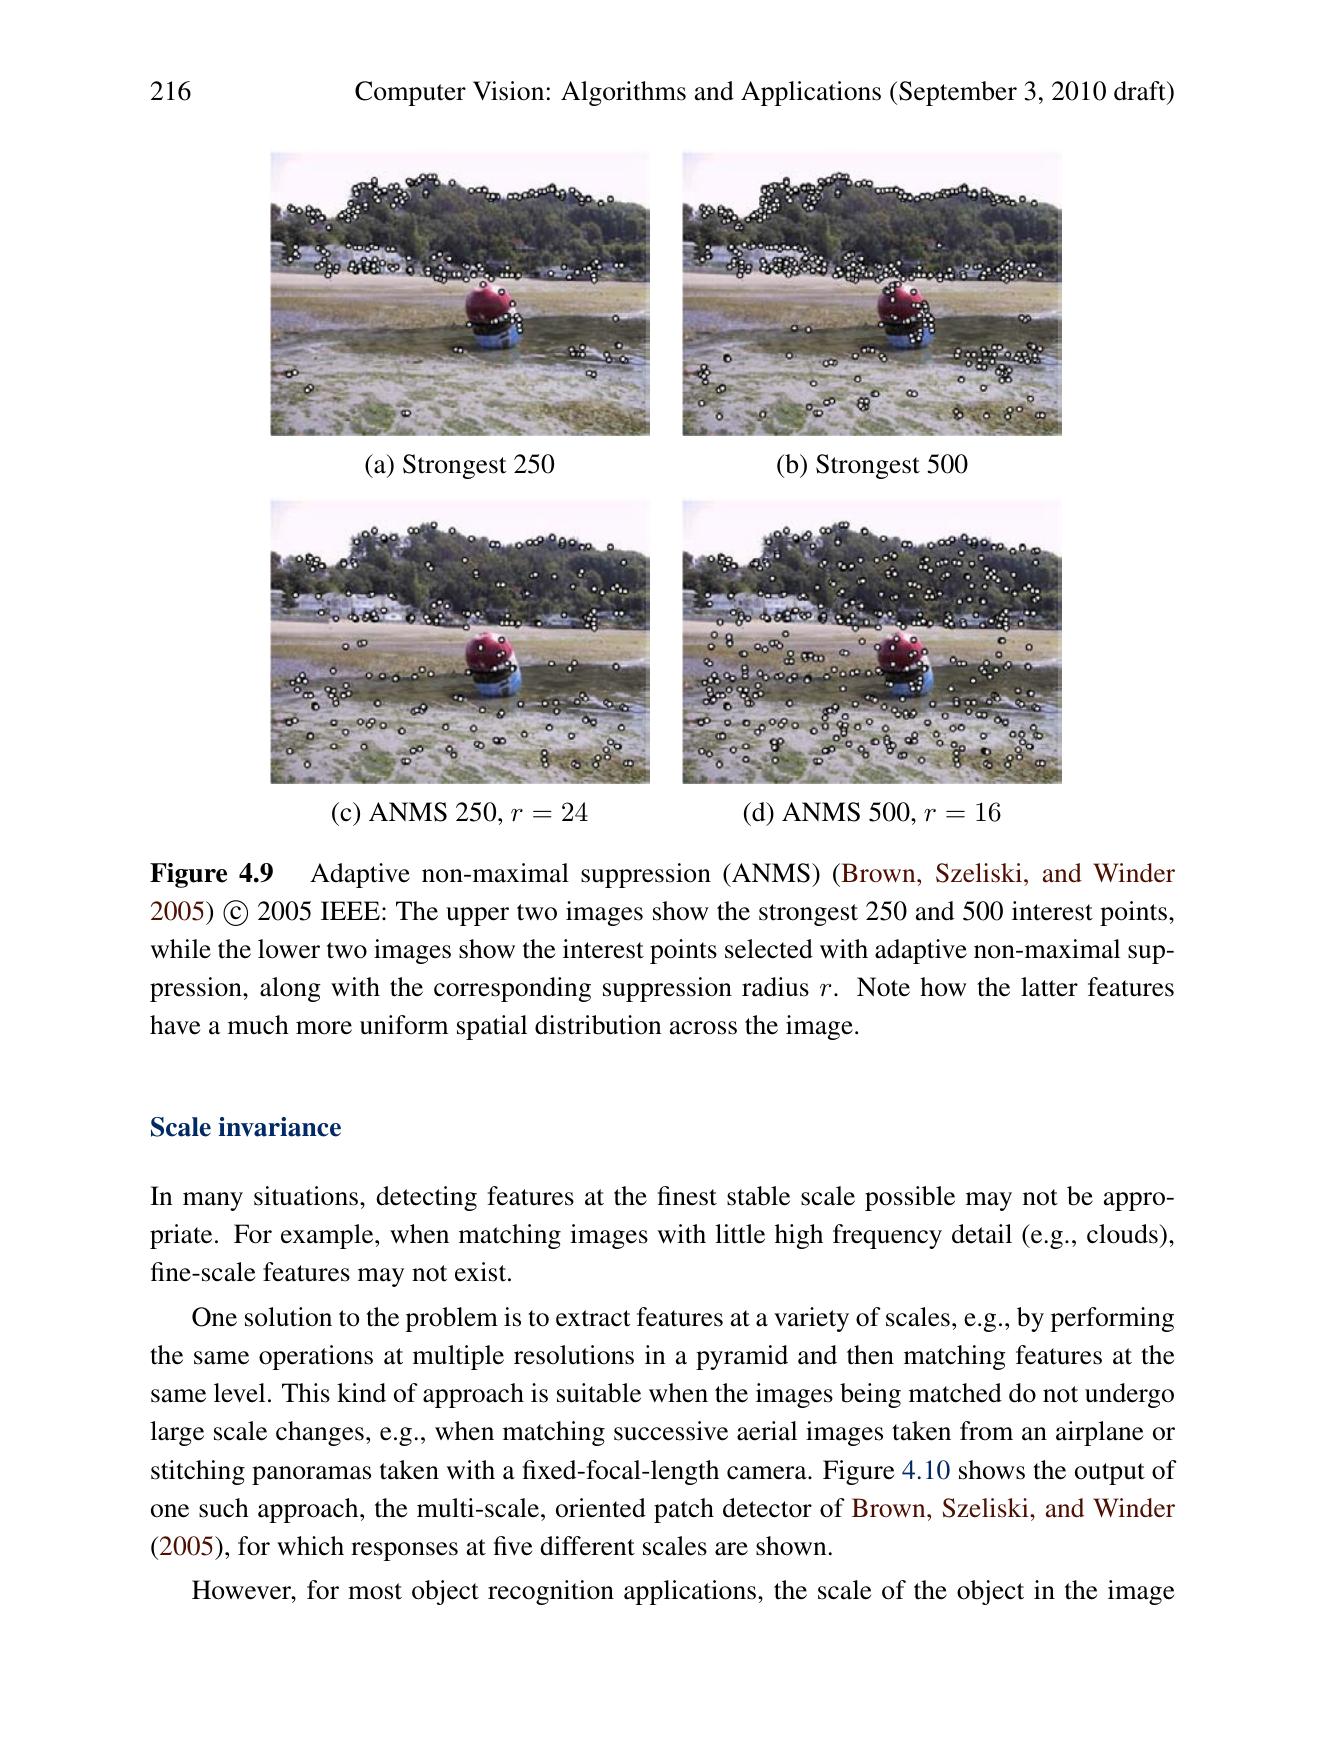 216 Computer Vision: Algorithms and Applications (September 3, 2010 draft)
(a) Strongest 250 (b) Strongest 500
(c) ANMS 250, r = 24 (d) ANMS 500, r = 16
Figure 4.9 Adaptive non-maximal suppression (ANMS) (Brown, Szeliski, and Winder
2005) © 2005 IEEE: The upper two images show the strongest 250 and 500 interest points,
while the lower two images show the interest points selected with adaptive non-maximal sup-
pression, along with the corresponding suppression radius r. Note how the latter features
have a much more uniform spatial distribution across the image.
Scale invariance
In many situations, detecting features at the finest stable scale possible may not be appro-
priate. For example, when matching images with little high frequency detail (e.g., clouds),
fine-scale features may not exist.
One solution to the problem is to extract features at a variety of scales, e.g., by performing
the same operations at multiple resolutions in a pyramid and then matching features at the
same level. This kind of approach is suitable when the images being matched do not undergo
large scale changes, e.g., when matching successive aerial images taken from an airplane or
stitching panoramas taken with a fixed-focal-length camera. Figure 4.10 shows the output of
one such approach, the multi-scale, oriented patch detector of Brown, Szeliski, and Winder
(2005), for which responses at five different scales are shown.
However, for most object recognition applications, the scale of the object in the image